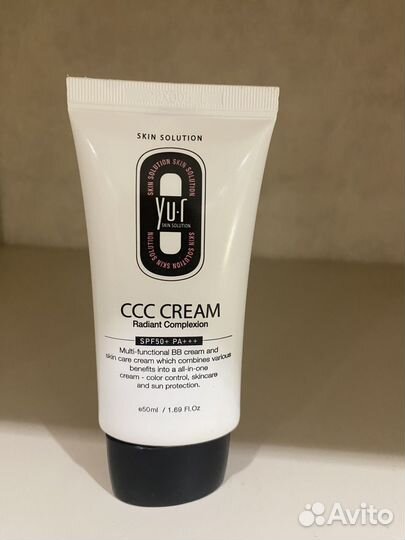 SKIN SOLUTION
SKIN SOLUTION SKIN SOLUTION
yu·r
SKIN SOLUTION
SKIN SOLUTION SKIN SOLUTION
CCC CREAM
Radiant Complexion
SPF50+ PA+++
Multi-functional BB cream and
skin care cream which combines various
benefits into a all-in-one
cream - color control, skincare
and sun protection.
e50ml / 1.69 Fl.Oz
Avito